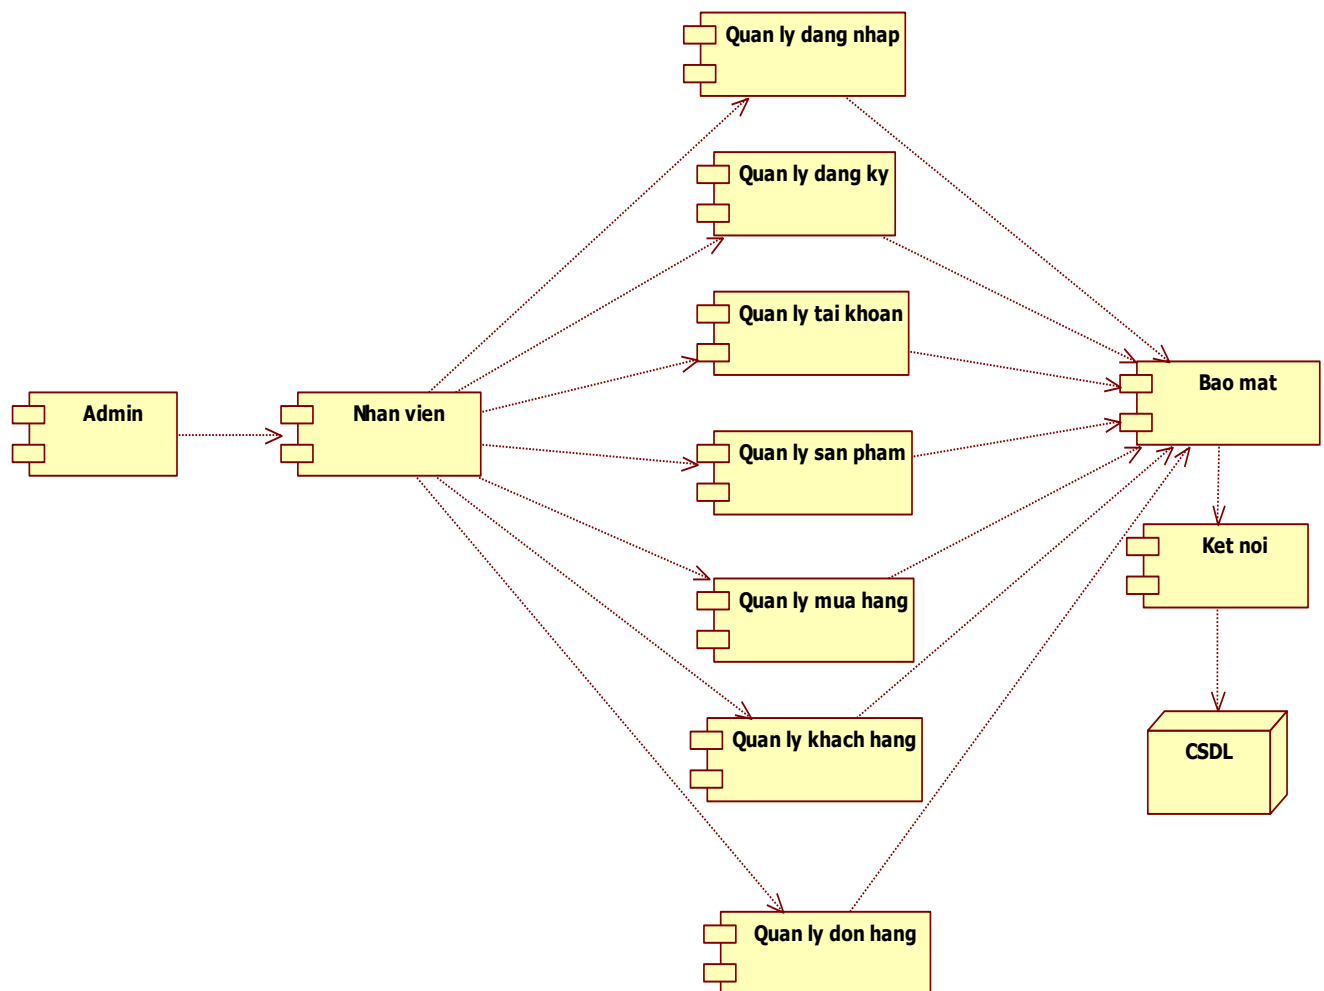 Quan ly dang nhap
Quan ly dang ky
Quan ly tai khoan
Admin
Nhan vien
Bao mat
Quan ly san pham
Ket noi
Quan ly mua hang
Quan ly khach hang
CSDL
Quan ly don hang